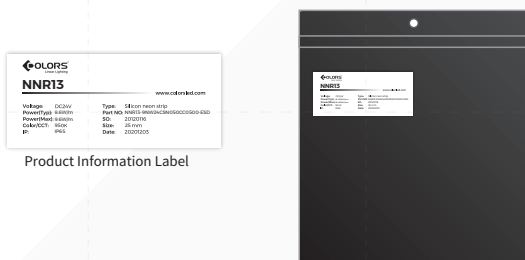 COLORS
Linear Lighting
NNR13
www.colorsled.com
Voltage: DC24V Type: Silicon neon strip
Power(Typ): 8.6W/m Part NO: NNR13-9NW24CSN050CC0500-ESD
Power(Max): 9.6W/m SO: 20120116
Color/CCT: 950K Size: 25 mm
IP: IP65 Date: 20201203
Product Information Label
COLORS
NNR13